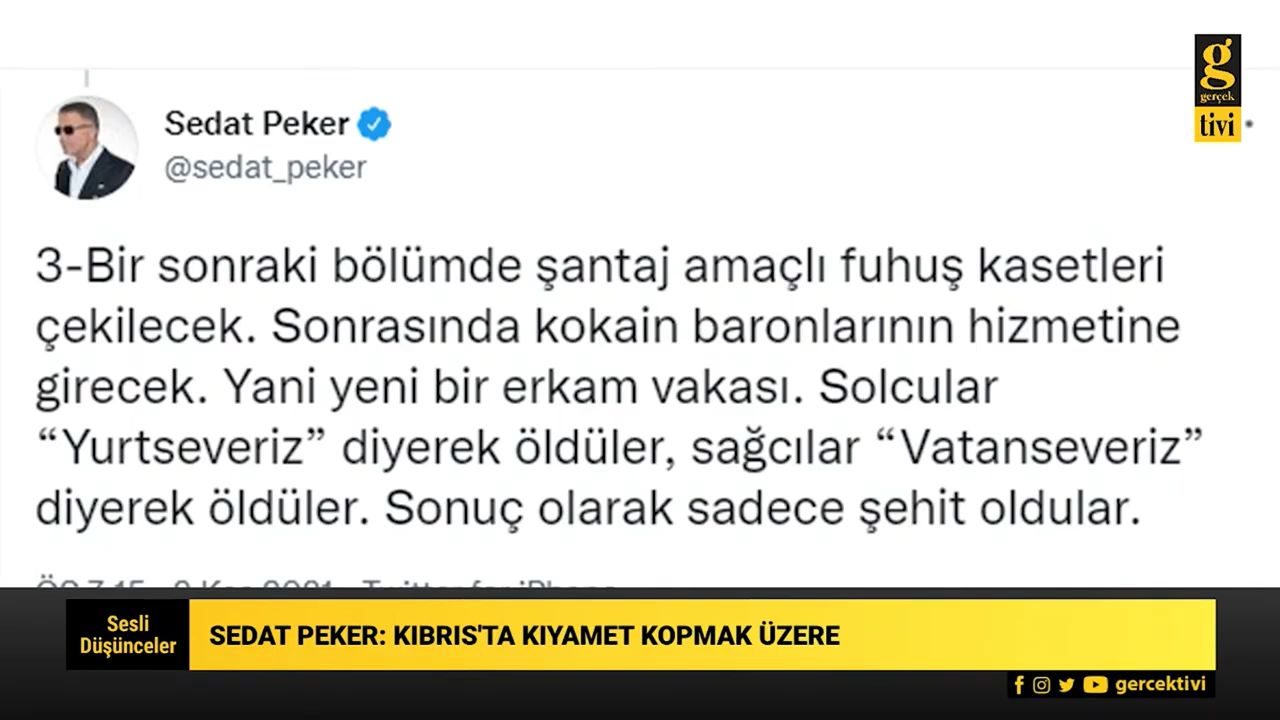 g
gerçek
tivi
Sedat Peker
@sedat_peker
3-Bir sonraki bölümde şantaj amaçlı fuhuş kasetleri
çekilecek. Sonrasında kokain baronlarının hizmetine
girecek. Yani yeni bir erkam vakası. Solcular
“Yurtseveriz” diyerek öldüler, sağcılar “Vatanseveriz”
diyerek öldüler. Sonuç olarak sadece şehit oldular.
Sesli
Düşünceler
SEDAT PEKER: KIBRIS'TA KIYAMET KOPMAK ÜZERE
gercektivi